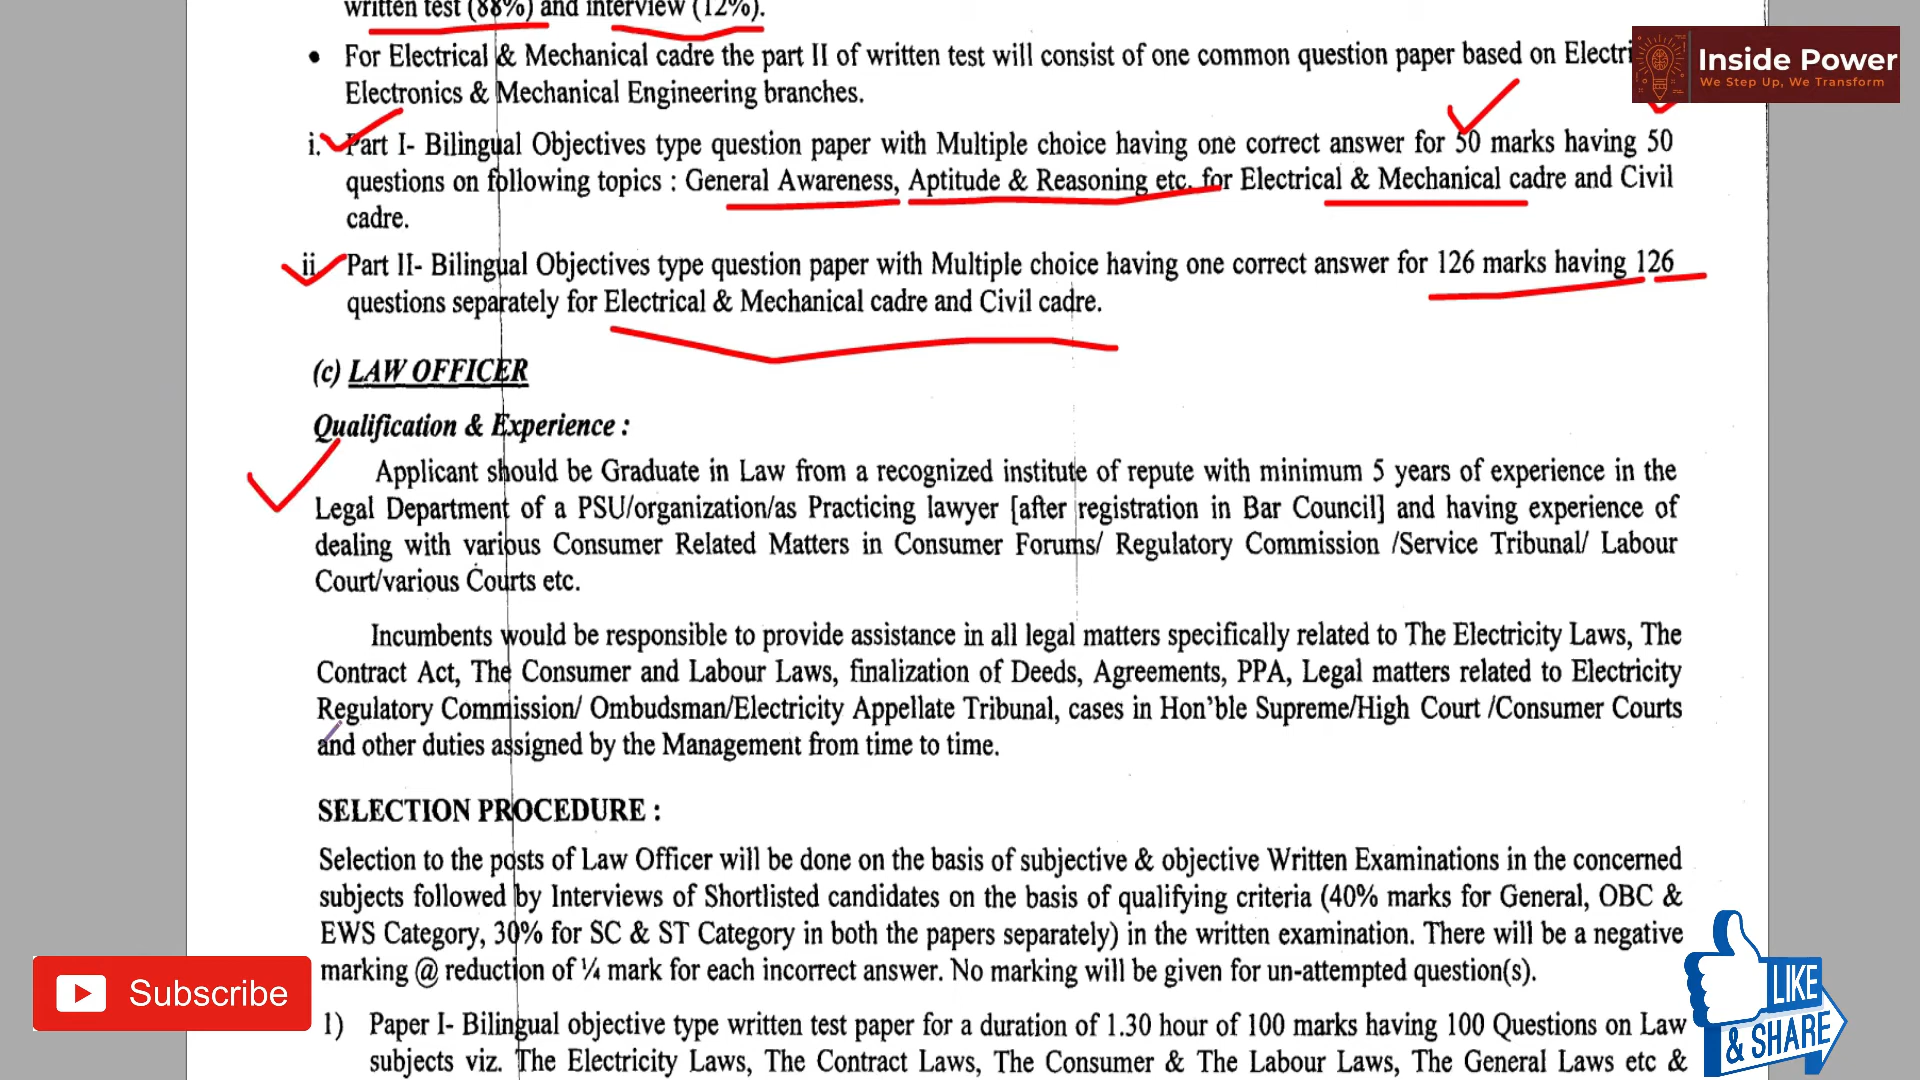 written test (88%) and interview (12%).
• For Electrical & Mechanical cadre the part II of written test will consist of one common question paper based on
Electronics & Mechanical Engineering branches.
i. Part I- Bilingual Objectives type question paper with Multiple choice having one correct answer for 50 marks having 50
questions on following topics : General Awareness, Aptitude & Reasoning etc. for Electrical & Mechanical cadre and Civil
cadre.
ii. Part II- Bilingual Objectives type question paper with Multiple choice having one correct answer for 126 marks having 126
questions separately for Electrical & Mechanical cadre and Civil cadre.
(c) LAW OFFICER
Qualification & Experience :
Applicant should be Graduate in Law from a recognized institute of repute with minimum 5 years of experience in the
Legal Department of a PSU/organization/as Practicing lawyer [after registration in Bar Council] and having experience of
dealing with various Consumer Related Matters in Consumer Forums/ Regulatory Commission /Service Tribunal/ Labour
Court/various Courts etc.
Incumbents would be responsible to provide assistance in all legal matters specifically related to The Electricity Laws, The
Contract Act, The Consumer and Labour Laws, finalization of Deeds, Agreements, PPA, Legal matters related to Electricity
Regulatory Commission/ Ombudsman/Electricity Appellate Tribunal, cases in Hon'ble Supreme/High Court /Consumer Courts
and other duties assigned by the Management from time to time.
SELECTION PROCEDURE :
Selection to the posts of Law Officer will be done on the basis of subjective & objective Written Examinations in the concerned
subjects followed by Interviews of Shortlisted candidates on the basis of qualifying criteria (40% marks for General, OBC &
EWS Category, 30% for SC & ST Category in both the papers separately) in the written examination. There will be a negative
marking @ reduction of ¼ mark for each incorrect answer. No marking will be given for un-attempted question(s).
1) Paper I- Bilingual objective type written test paper for a duration of 1.30 hour of 100 marks having 100 Questions on Law
subjects viz. The Electricity Laws, The Contract Laws, The Consumer & The Labour Laws, The General Laws etc &
Inside Power
We Step Up, We Transform
Subscribe
LIKE
& SHARE